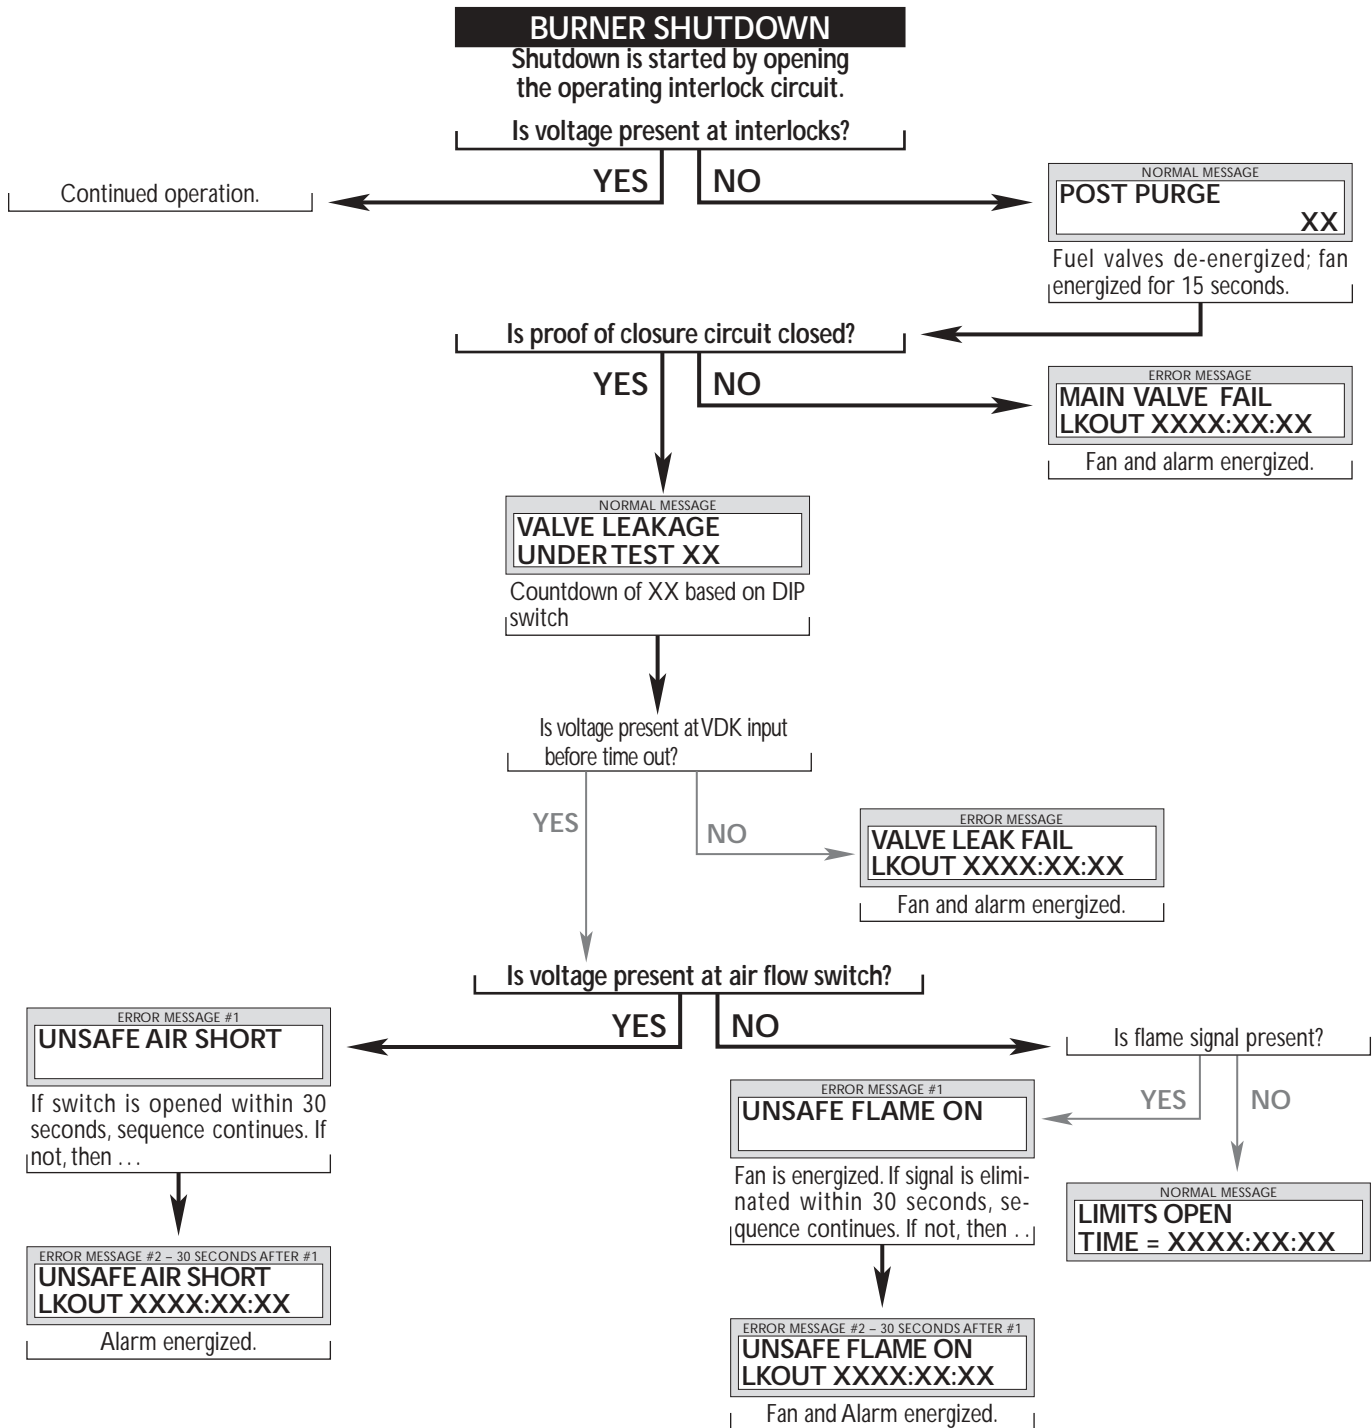 BURNER SHUTDOWN
Shutdown is started by opening
the operating interlock circuit.
Is voltage present at interlocks?
YES
NO
Continued operation.
NORMAL MESSAGE
POST PURGE
XX
Fuel valves de-energized; fan
energized for 15 seconds.
Is proof of closure circuit closed?
YES
NO
ERROR MESSAGE
MAIN VALVE FAIL
LKOUT XXXX:XX:XX
Fan and alarm energized.
NORMAL MESSAGE
VALVE LEAKAGE
UNDER TEST XX
Countdown of XX based on DIP
switch
Is voltage present at VDK input
before time out?
YES
NO
ERROR MESSAGE
VALVE LEAK FAIL
LKOUT XXXX:XX:XX
Fan and alarm energized.
Is voltage present at air flow switch?
YES
NO
ERROR MESSAGE #1
UNSAFE AIR SHORT
If switch is opened within 30
seconds, sequence continues. If
not, then ...
ERROR MESSAGE #2 – 30 SECONDS AFTER #1
UNSAFE AIR SHORT
LKOUT XXXX:XX:XX
Alarm energized.
Is flame signal present?
YES
NO
ERROR MESSAGE #1
UNSAFE FLAME ON
Fan is energized. If signal is elimi-
nated within 30 seconds, se-
quence continues. If not, then . .
NORMAL MESSAGE
LIMITS OPEN
TIME = XXXX:XX:XX
ERROR MESSAGE #2 – 30 SECONDS AFTER #1
UNSAFE FLAME ON
LKOUT XXXX:XX:XX
Fan and Alarm energized.